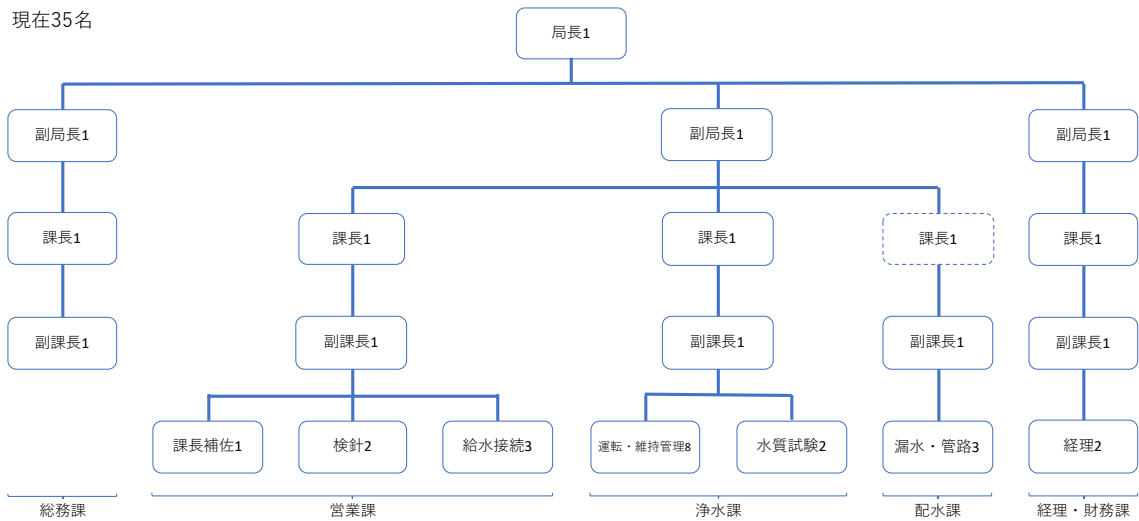 現在35名
局長1
副局長1
副局長1
副局長1
課長1
課長1
課長1
課長1
課長1
副課長1
副課長1
副課長1
副課長1
副課長1
課長補佐1
検針2
給水接続3
運転・維持管理8
水質試験2
漏水・管路3
経理2
総務課
営業課
浄水課
配水課
経理・財務課